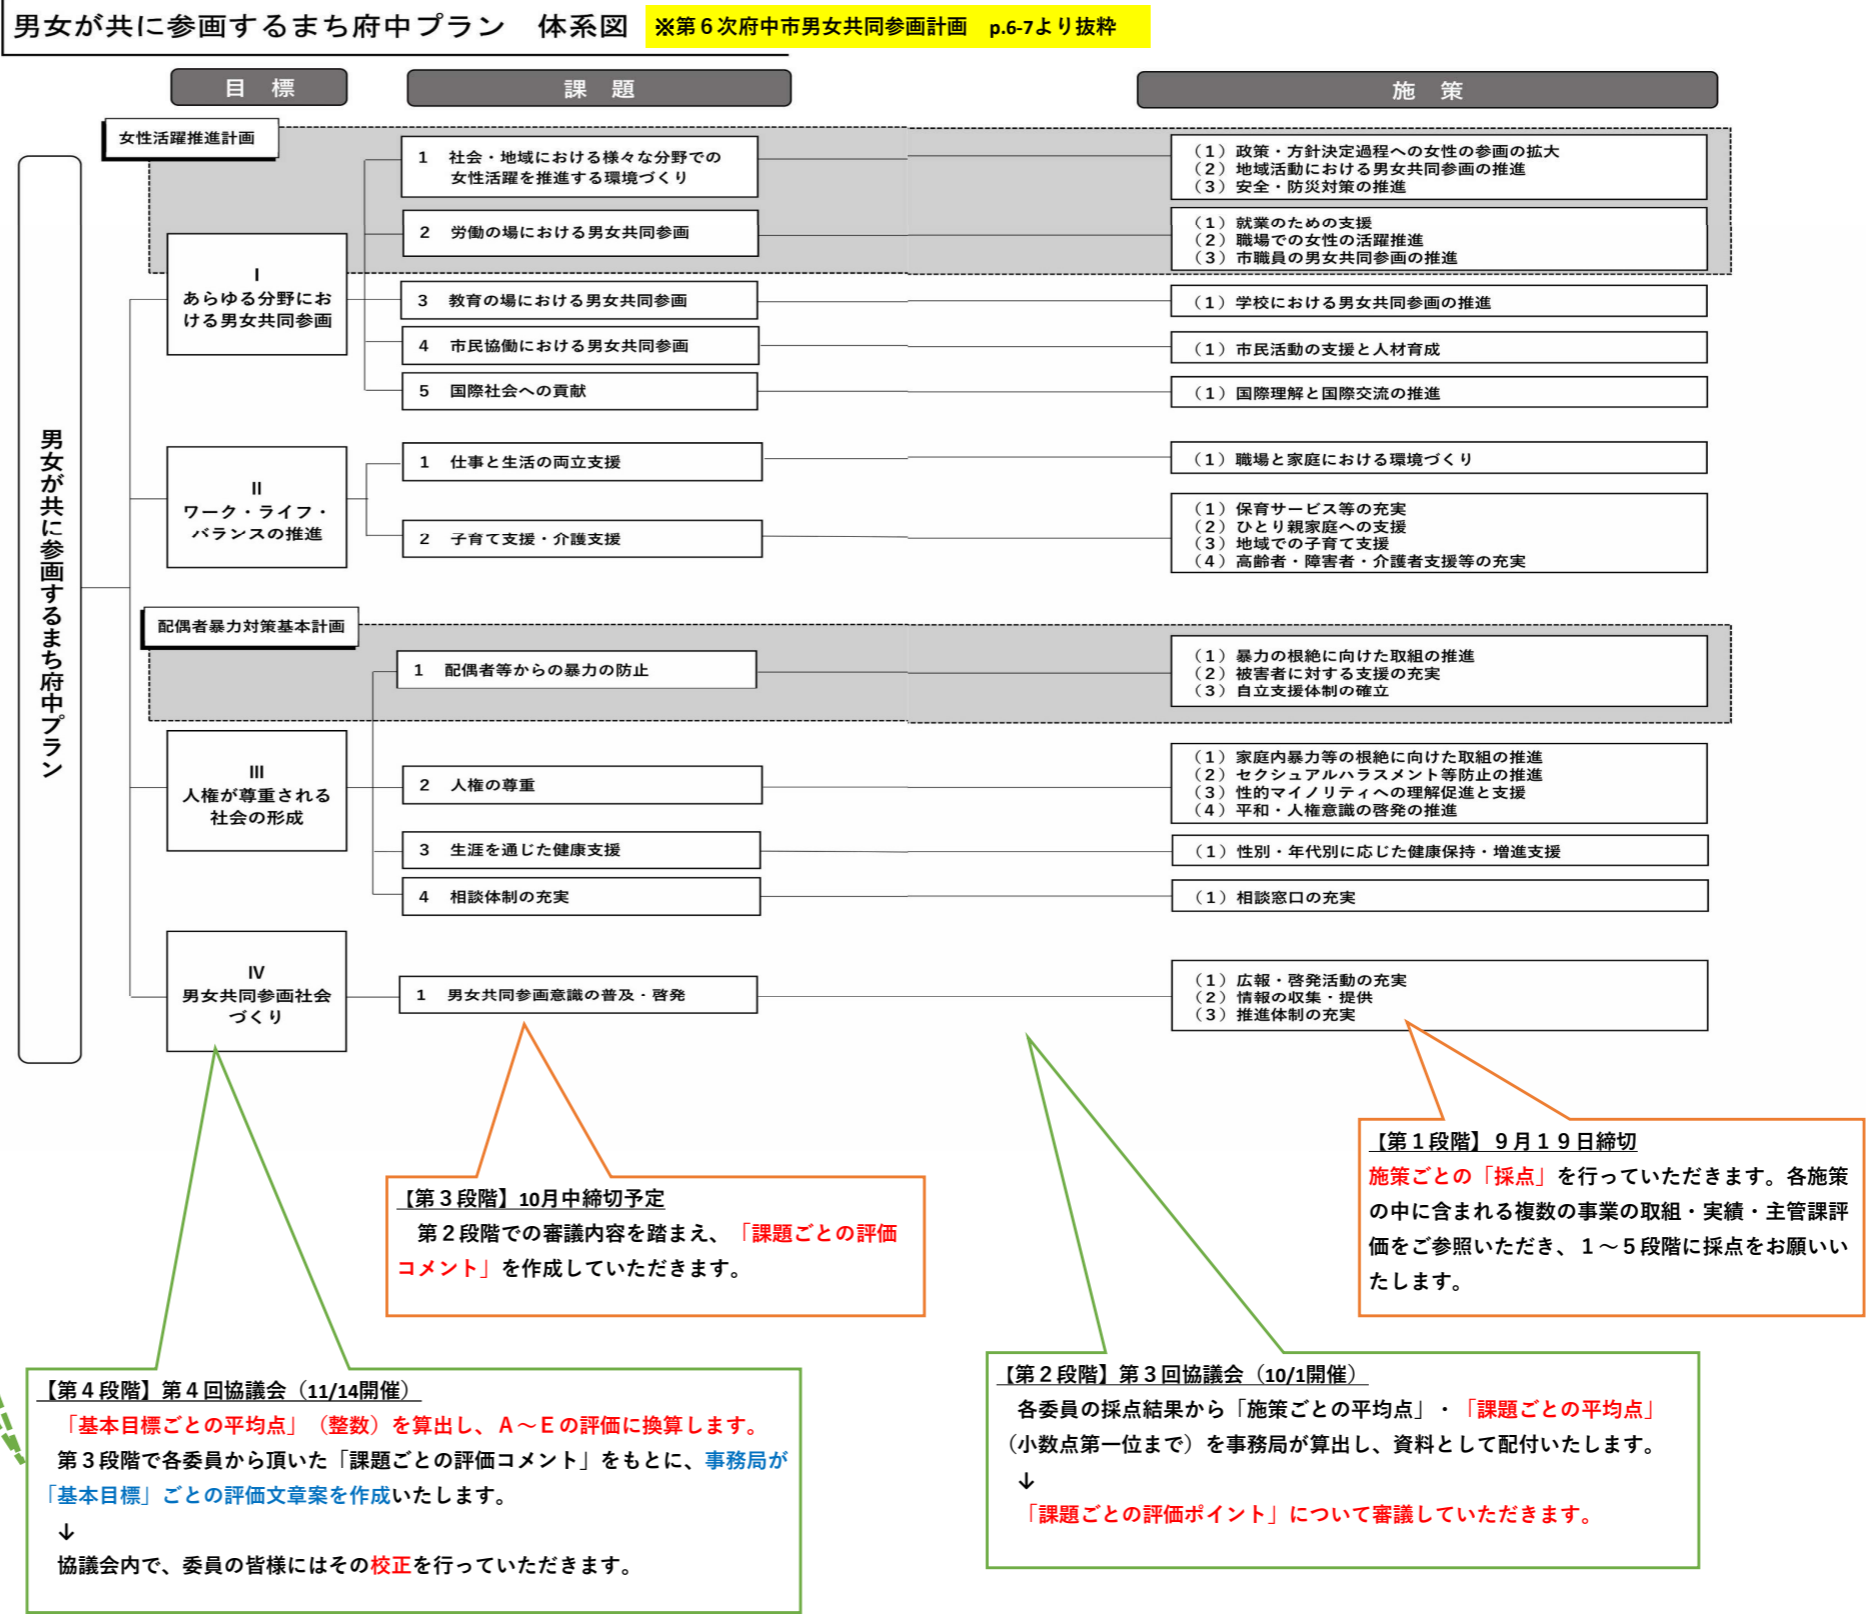 男女が共に参画するまち府中プラン　体系図
※第６次府中市男女共同参画計画　p.6-7より抜粋
目　標
課　題
施　策
男女が共に参画するまち府中プラン
女性活躍推進計画
Ⅰ
あらゆる分野にお
ける男女共同参画
1　社会・地域における様々な分野での
女性活躍を推進する環境づくり
（１）政策・方針決定過程への女性の参画の拡大
（２）地域活動における男女共同参画の推進
（３）安全・防災対策の推進
2　労働の場における男女共同参画
（１）就業のための支援
（２）職場での女性の活躍推進
（３）市職員の男女共同参画の推進
3　教育の場における男女共同参画
（１）学校における男女共同参画の推進
4　市民協働における男女共同参画
（１）市民活動の支援と人材育成
5　国際社会への貢献
（１）国際理解と国際交流の推進
Ⅱ
ワーク・ライフ・
バランスの推進
1　仕事と生活の両立支援
（１）職場と家庭における環境づくり
2　子育て支援・介護支援
（１）保育サービス等の充実
（２）ひとり親家庭への支援
（３）地域での子育て支援
（４）高齢者・障害者・介護者支援等の充実
配偶者暴力対策基本計画
Ⅲ
人権が尊重される
社会の形成
1　配偶者等からの暴力の防止
（１）暴力の根絶に向けた取組の推進
（２）被害者に対する支援の充実
（３）自立支援体制の確立
2　人権の尊重
（１）家庭内暴力等の根絶に向けた取組の推進
（２）セクシュアルハラスメント等防止の推進
（３）性的マイノリティへの理解促進と支援
（４）平和・人権意識の啓発の推進
3　生涯を通じた健康支援
（１）性別・年代別に応じた健康保持・増進支援
4　相談体制の充実
（１）相談窓口の充実
Ⅳ
男女共同参画社会
づくり
1　男女共同参画意識の普及・啓発
（１）広報・啓発活動の充実
（２）情報の収集・提供
（３）推進体制の充実
【第１段階】９月１９日締切
施策ごとの「採点」を行っていただきます。各施策
の中に含まれる複数の事業の取組・実績・主管課評
価をご参照いただき、１～５段階に採点をお願いい
たします。
【第２段階】第３回協議会（10/1開催）
各委員の採点結果から「施策ごとの平均点」・「課題ごとの平均点」
（小数点第一位まで）を事務局が算出し、資料として配付いたします。
↓
「課題ごとの評価ポイント」について審議していただきます。
【第３段階】10月中締切予定
第２段階での審議内容を踏まえ、「課題ごとの評価
コメント」を作成していただきます。
【第４段階】第４回協議会（11/14開催）
「基本目標ごとの平均点」（整数）を算出し、Ａ～Ｅの評価に換算します。
第３段階で各委員から頂いた「課題ごとの評価コメント」をもとに、事務局が
「基本目標」ごとの評価文章案を作成いたします。
↓
協議会内で、委員の皆様にはその校正を行っていただきます。